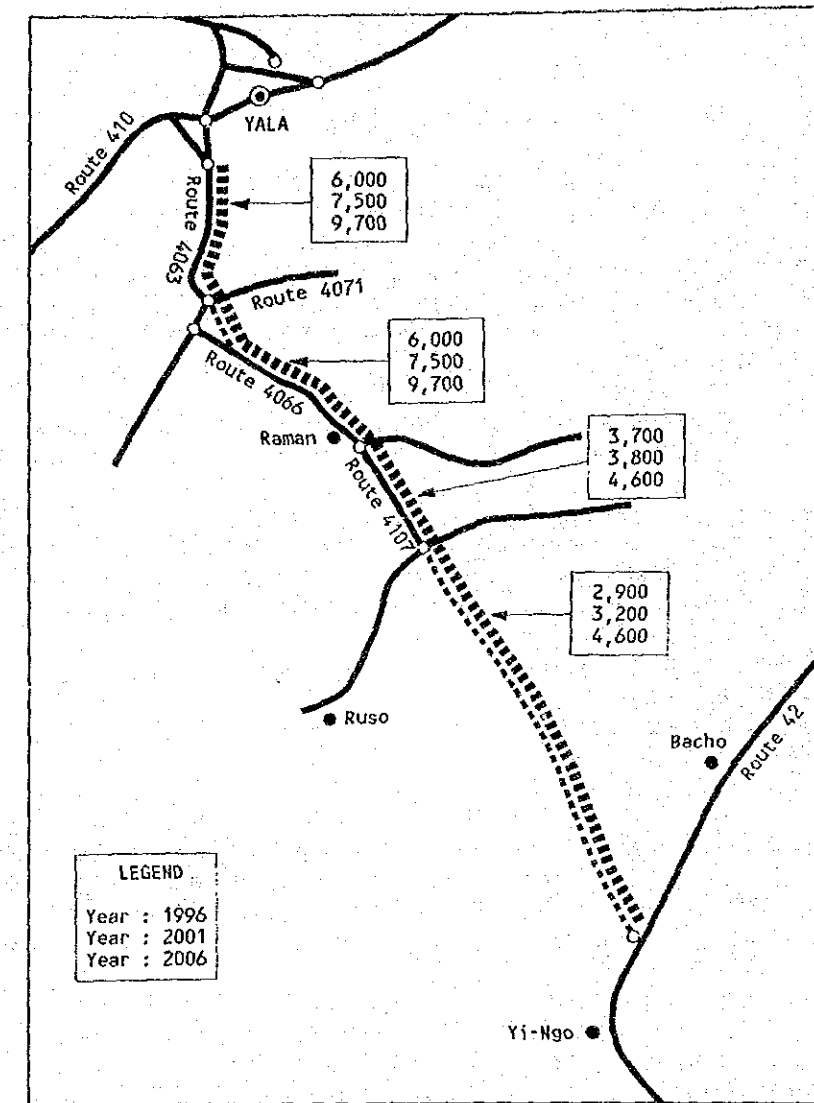 YALA
Route 410
6,000
7,500
9,700
Route 4063
Route 4071
6,000
7,500
9,700
Route 4066
Raman
3,700
3,800
4,600
Route 4107
2,900
3,200
4,600
Ruso
Bacho
Route 42
LEGEND
Year : 1996
Year : 2001
Year : 2006
Yi-Ngo